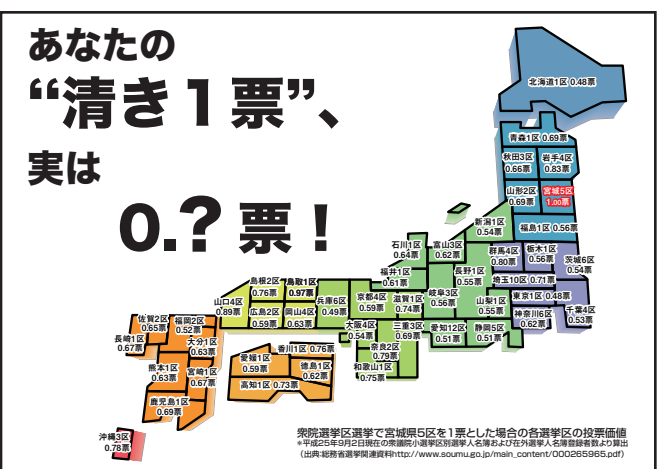 あなたの
“清き１票”、
実は
0.?票！
北海道1区 0.48票
青森1区 0.69票
秋田3区
0.66票
岩手4区
0.83票
山形2区
0.69票
宮城5区
1.00票
福島1区 0.56票
新潟1区
0.54票
石川1区
0.64票
富山3区
0.62票
群馬4区
0.80票
栃木1区
0.56票
茨城6区
0.54票
福井1区
0.61票
長野1区
0.55票
埼玉10区 0.71票
島根2区
0.76票
鳥取1区
0.97票
兵庫6区
0.49票
京都4区
0.59票
滋賀1区
0.74票
岐阜3区
0.56票
山梨1区
0.55票
東京1区 0.48票
山口4区
0.89票
広島2区
0.59票
岡山4区
0.63票
神奈川6区
0.62票
千葉4区
0.53票
佐賀2区
0.65票
福岡2区
0.52票
大阪4区
0.54票
三重3区
0.69票
愛知12区
0.51票
静岡5区
0.51票
長崎1区
0.67票
大分1区
0.63票
香川1区 0.76票
奈良2区
0.79票
愛媛1区
0.59票
徳島1区
0.62票
和歌山1区
0.75票
熊本1区
0.63票
宮崎1区
0.67票
高知1区 0.73票
鹿児島1区
0.69票
沖縄3区
0.78票
衆院選挙区選挙で宮城県5区を1票とした場合の各選挙区の投票価値
*平成25年9月2日現在の衆議院小選挙区別選挙人名簿および在外選挙人名簿登録者数より算出
（出典:総務省選挙関連資料http://www.soumu.go.jp/main_content/000265965.pdf）